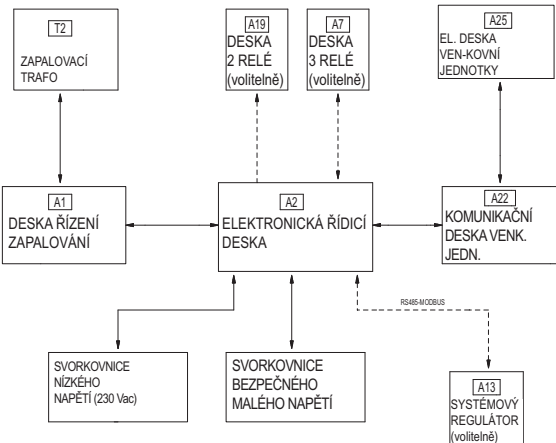 T2
ZAPALOVACÍ
TRAFO
A19
DESKA
2 RELÉ
(volitelně)
A7
DESKA
3 RELÉ
(volitelně)
A25
EL. DESKA
VEN-KOVNÍ
JEDNOTKY
A1
DESKA ŘÍZENÍ
ZAPALOVÁNÍ
A2
ELEKTRONICKÁ ŘÍDICÍ
DESKA
A22
KOMUNIKAČNÍ
DESKA VENK.
JEDN.
RS485-MODBUS
SVORKOVNICE
NÍZKÉHO
NAPĚTÍ (230 Vac)
SVORKOVNICE
BEZPEČNÉHO
MALÉHO NAPĚTÍ
A13
SYSTÉMOVÝ
REGULÁTOR
(volitelně)